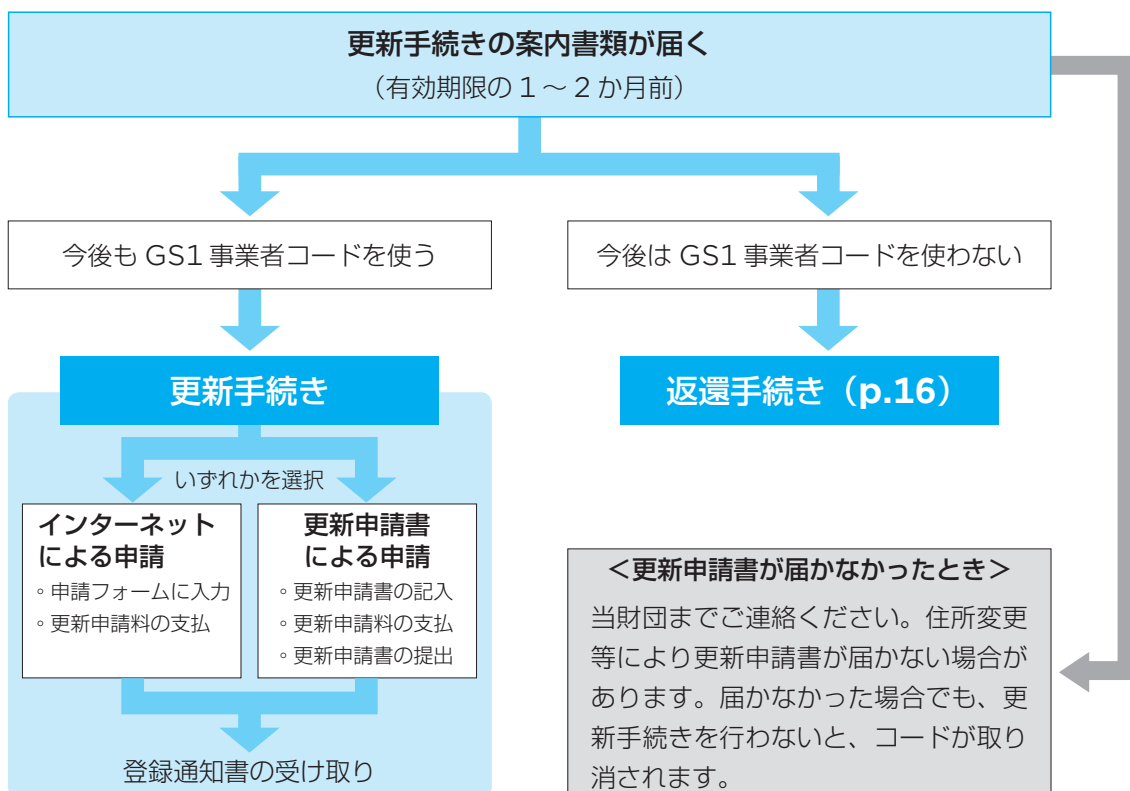 更新手続きの案内書類が届く
（有効期限の１～２か月前）
今後も GS1 事業者コードを使う
今後は GS1 事業者コードを使わない
更新手続き
返還手続き（p.16）
いずれかを選択
インターネット
による申請
◦申請フォームに入力
◦更新申請料の支払
更新申請書
による申請
◦更新申請書の記入
◦更新申請料の支払
◦更新申請書の提出
登録通知書の受け取り
＜更新申請書が届かなかったとき＞
当財団までご連絡ください。住所変更
等により更新申請書が届かない場合が
あります。届かなかった場合でも、更
新手続きを行わないと、コードが取り
消されます。